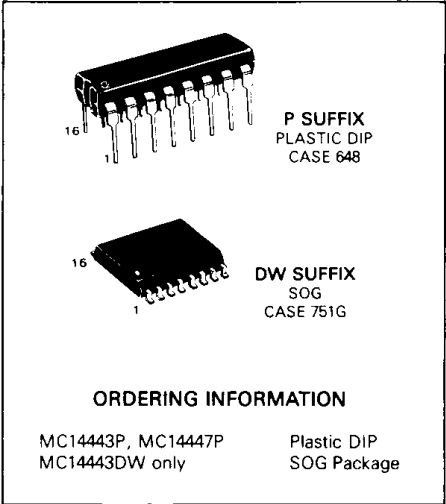 16
1
P SUFFIX
PLASTIC DIP
CASE 648
16
1
DW SUFFIX
SOG
CASE 751G
ORDERING INFORMATION
MC14443P, MC14447P Plastic DIP
MC14443DW only SOG Package